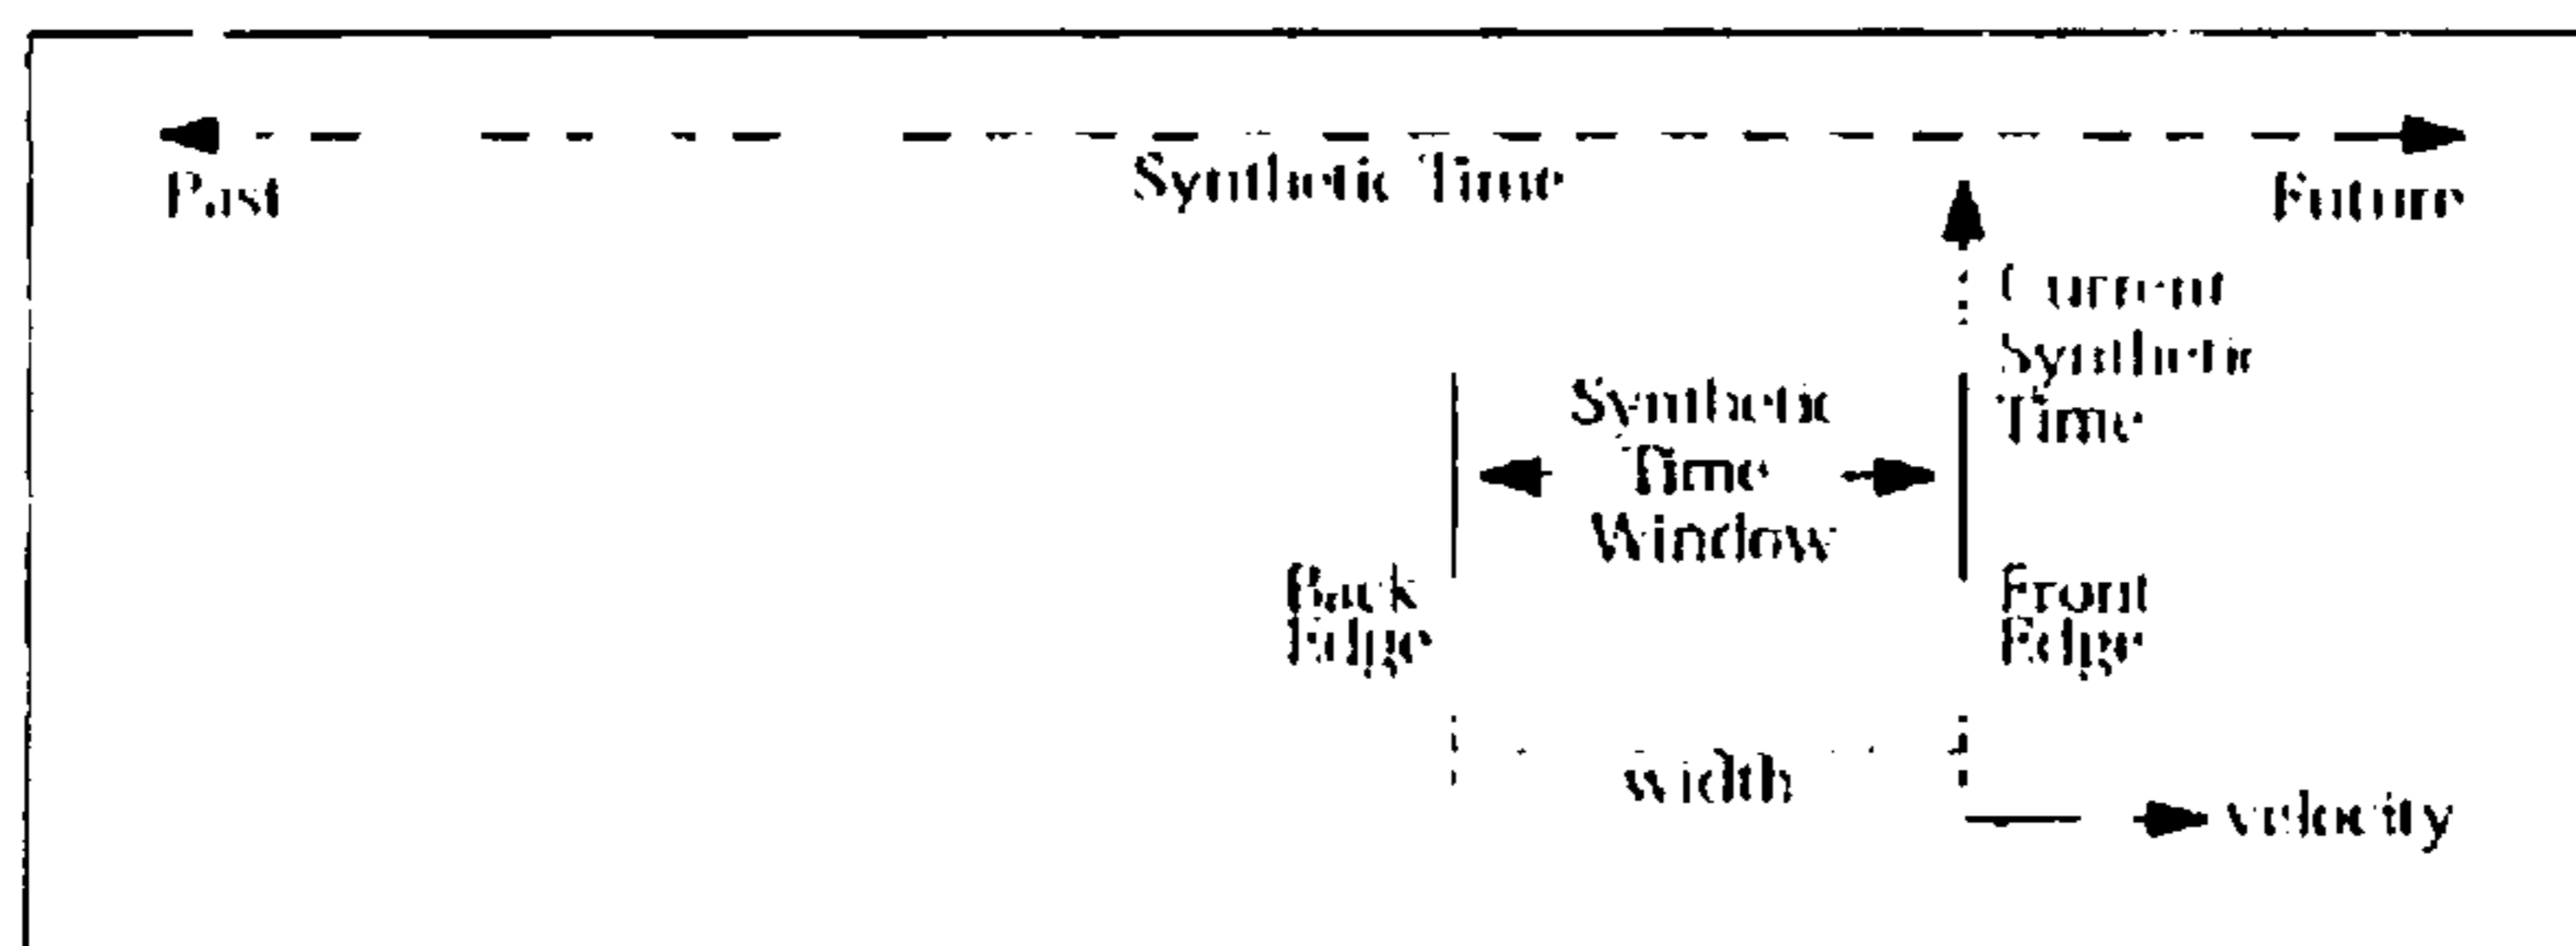 Synthetic Time
Past
Future
Current
Synthetic
Time
Synthetic
Time
Window
Back
Edge
Front
Edge
width
velocity